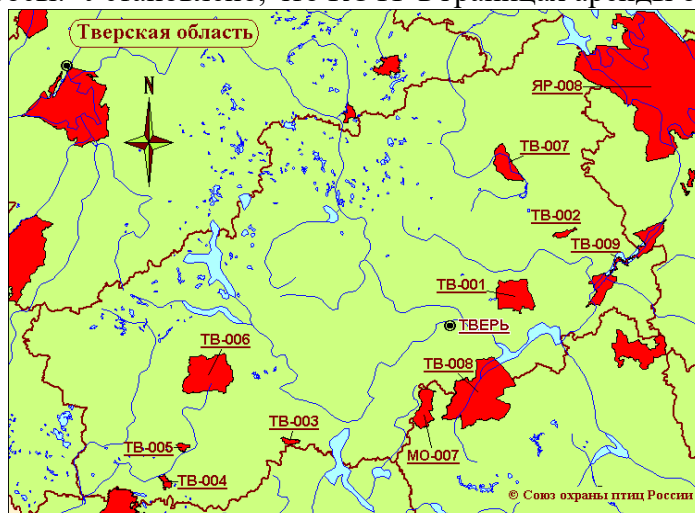 Тверская область
N
ЯР-008
ТВ-007
ТВ-002
ТВ-009
ТВ-001
ТВЕРЬ
ТВ-006
ТВ-008
ТВ-003
ТВ-005
МО-007
ТВ-004
© Союз охраны птиц России